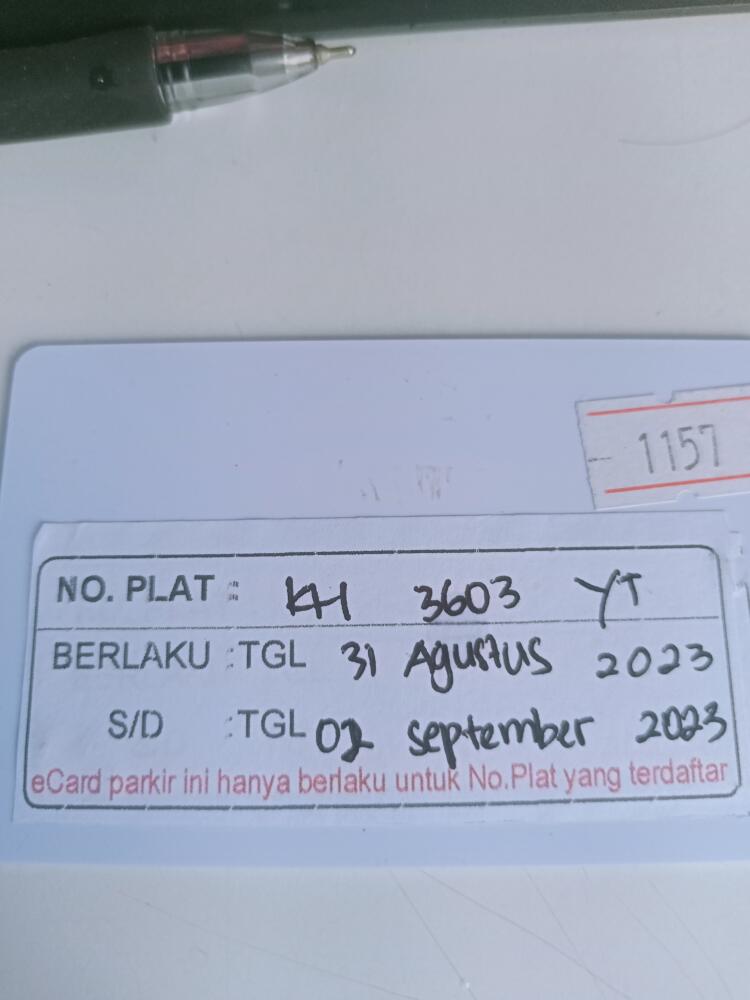 1157
NO. PLAT : KH 3603 YT
BERLAKU : TGL 31 Agustus 2023
S/D : TGL 02 september 2023
eCard parkir ini hanya berlaku untuk No.Plat yang terdaftar